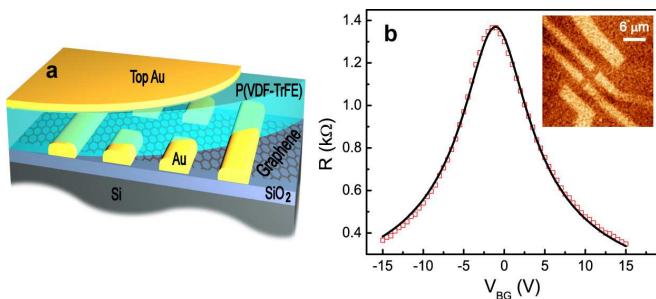 a
Top Au
P(VDF-TrFE)
Au
Graphene
Si
SiO2
b
6 μm
R (kΩ)
1.4
1.2
1.0
0.8
0.6
0.4
-15 -10 -5 0 5 10 15
VBG (V)